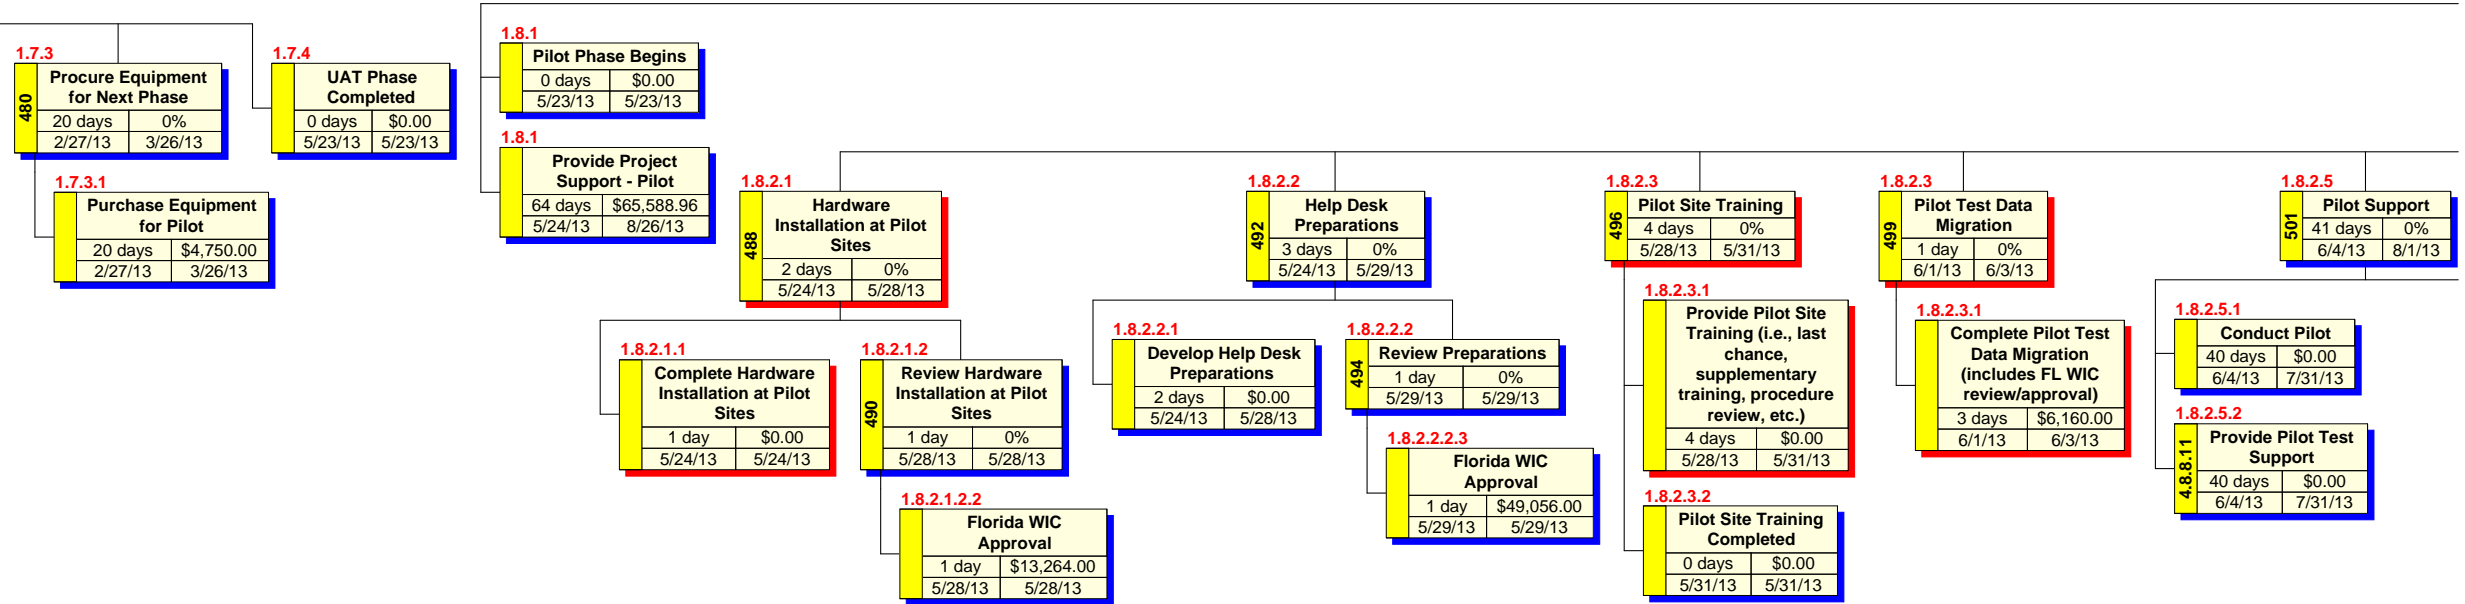 1.7.3
480
Procure Equipment
for Next Phase
20 days 0%
2/27/13 3/26/13
1.7.3.1
Purchase Equipment
for Pilot
20 days $4,750.00
2/27/13 3/26/13
1.7.4
UAT Phase
Completed
0 days $0.00
5/23/13 5/23/13
1.8.1
Pilot Phase Begins
0 days $0.00
5/23/13 5/23/13
1.8.1
Provide Project
Support - Pilot
64 days $65,588.96
5/24/13 8/26/13
1.8.2.1
488
Hardware
Installation at Pilot
Sites
2 days 0%
5/24/13 5/28/13
1.8.2.1.1
Complete Hardware
Installation at Pilot
Sites
1 day $0.00
5/24/13 5/24/13
1.8.2.1.2
490
Review Hardware
Installation at Pilot
Sites
1 day 0%
5/28/13 5/28/13
1.8.2.1.2.2
Florida WIC
Approval
1 day $13,264.00
5/28/13 5/28/13
1.8.2.2
492
Help Desk
Preparations
3 days 0%
5/24/13 5/29/13
1.8.2.2.1
Develop Help Desk
Preparations
2 days $0.00
5/24/13 5/28/13
1.8.2.2.2
494
Review Preparations
1 day 0%
5/29/13 5/29/13
1.8.2.2.2.3
Florida WIC
Approval
1 day $49,056.00
5/29/13 5/29/13
1.8.2.3
496
Pilot Site Training
4 days 0%
5/28/13 5/31/13
1.8.2.3.1
Provide Pilot Site
Training (i.e., last
chance,
supplementary
training, procedure
review, etc.)
4 days $0.00
5/28/13 5/31/13
1.8.2.3.2
Pilot Site Training
Completed
0 days $0.00
5/31/13 5/31/13
1.8.2.3
499
Pilot Test Data
Migration
1 day 0%
6/1/13 6/3/13
1.8.2.3.1
Complete Pilot Test
Data Migration
(includes FL WIC
review/approval)
3 days $6,160.00
6/1/13 6/3/13
1.8.2.5
501
Pilot Support
41 days 0%
6/4/13 8/1/13
1.8.2.5.1
Conduct Pilot
40 days $0.00
6/4/13 7/31/13
1.8.2.5.2
4.8.8.11
Provide Pilot Test
Support
40 days $0.00
6/4/13 7/31/13